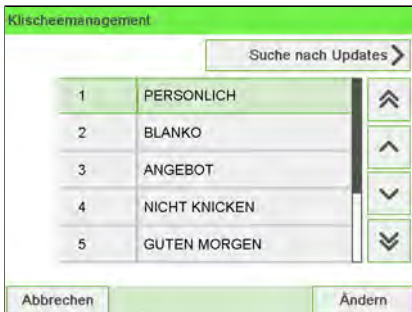 Klischeemanagement
Suche nach Updates
1 PERSONLICH
2 BLANKO
3 ANGEBOT
4 NICHT KNICKEN
5 GUTEN MORGEN
Abbrechen Ändern